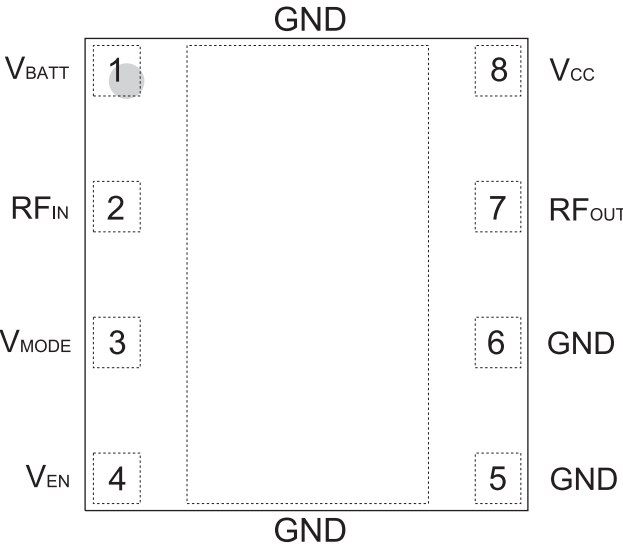 GND
VBATT 1 8 VCC
RFIN 2 7 RFOUT
VMODE 3 6 GND
VEN 4 5 GND
GND